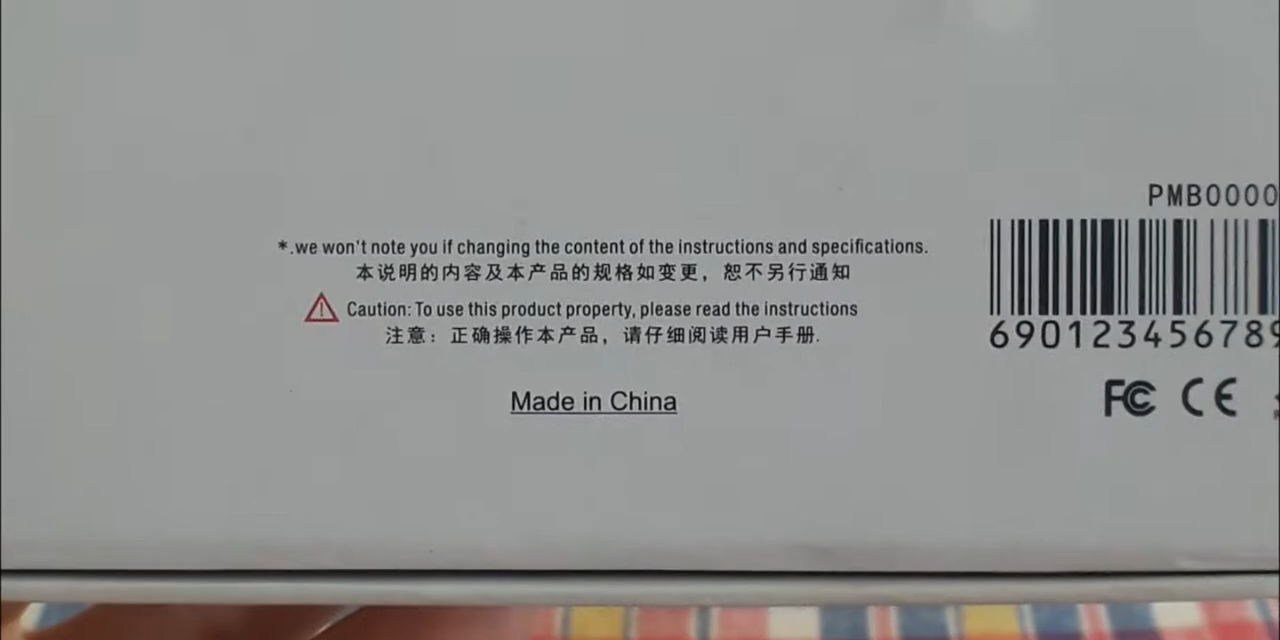 *.we won't note you if changing the content of the instructions and specifications.
本说明的内容及本产品的规格如变更，恕不另行通知
Caution: To use this product property, please read the instructions
注意：正确操作本产品，请仔细阅读用户手册.
Made in China
PMB0000
690123456789
FC CE